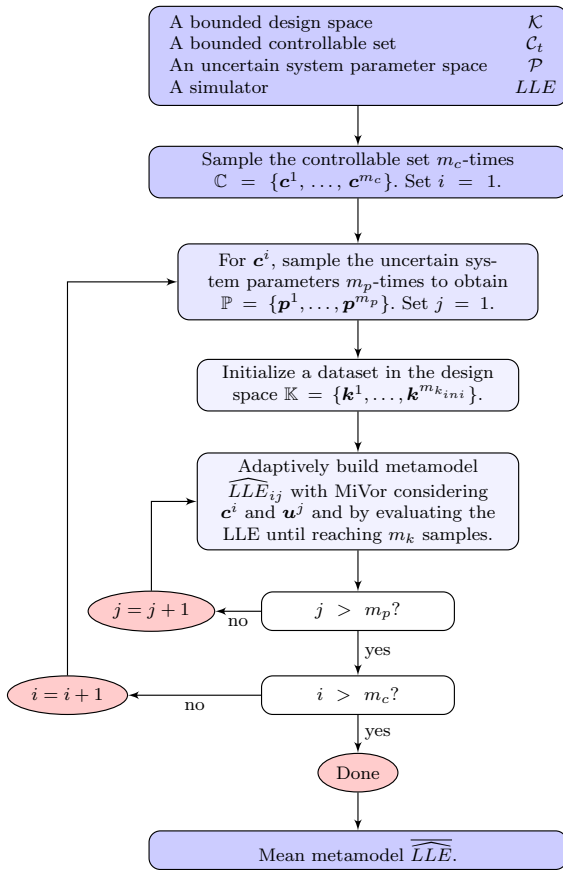 A bounded design space 𝒦
A bounded controllable set 𝒞ₜ
An uncertain system parameter space 𝒫
A simulator LLE
Sample the controllable set m_c-times
ℂ = {c^1, ..., c^{m_c}}. Set i = 1.
For c^i, sample the uncertain sys-
tem parameters m_p-times to obtain
ℙ = {p^1, ..., p^{m_p}}. Set j = 1.
Initialize a dataset in the design
space 𝕂 = {k^1, ..., k^{m_{k_{ini}}}}.
Adaptively build metamodel
\widehat{LLE}_{ij} with MiVor considering
c^i and u^j and by evaluating the
LLE until reaching m_k samples.
j = j + 1
no
j > m_p?
yes
i = i + 1
no
i > m_c?
yes
Done
Mean metamodel \overline{\widehat{LLE}}.